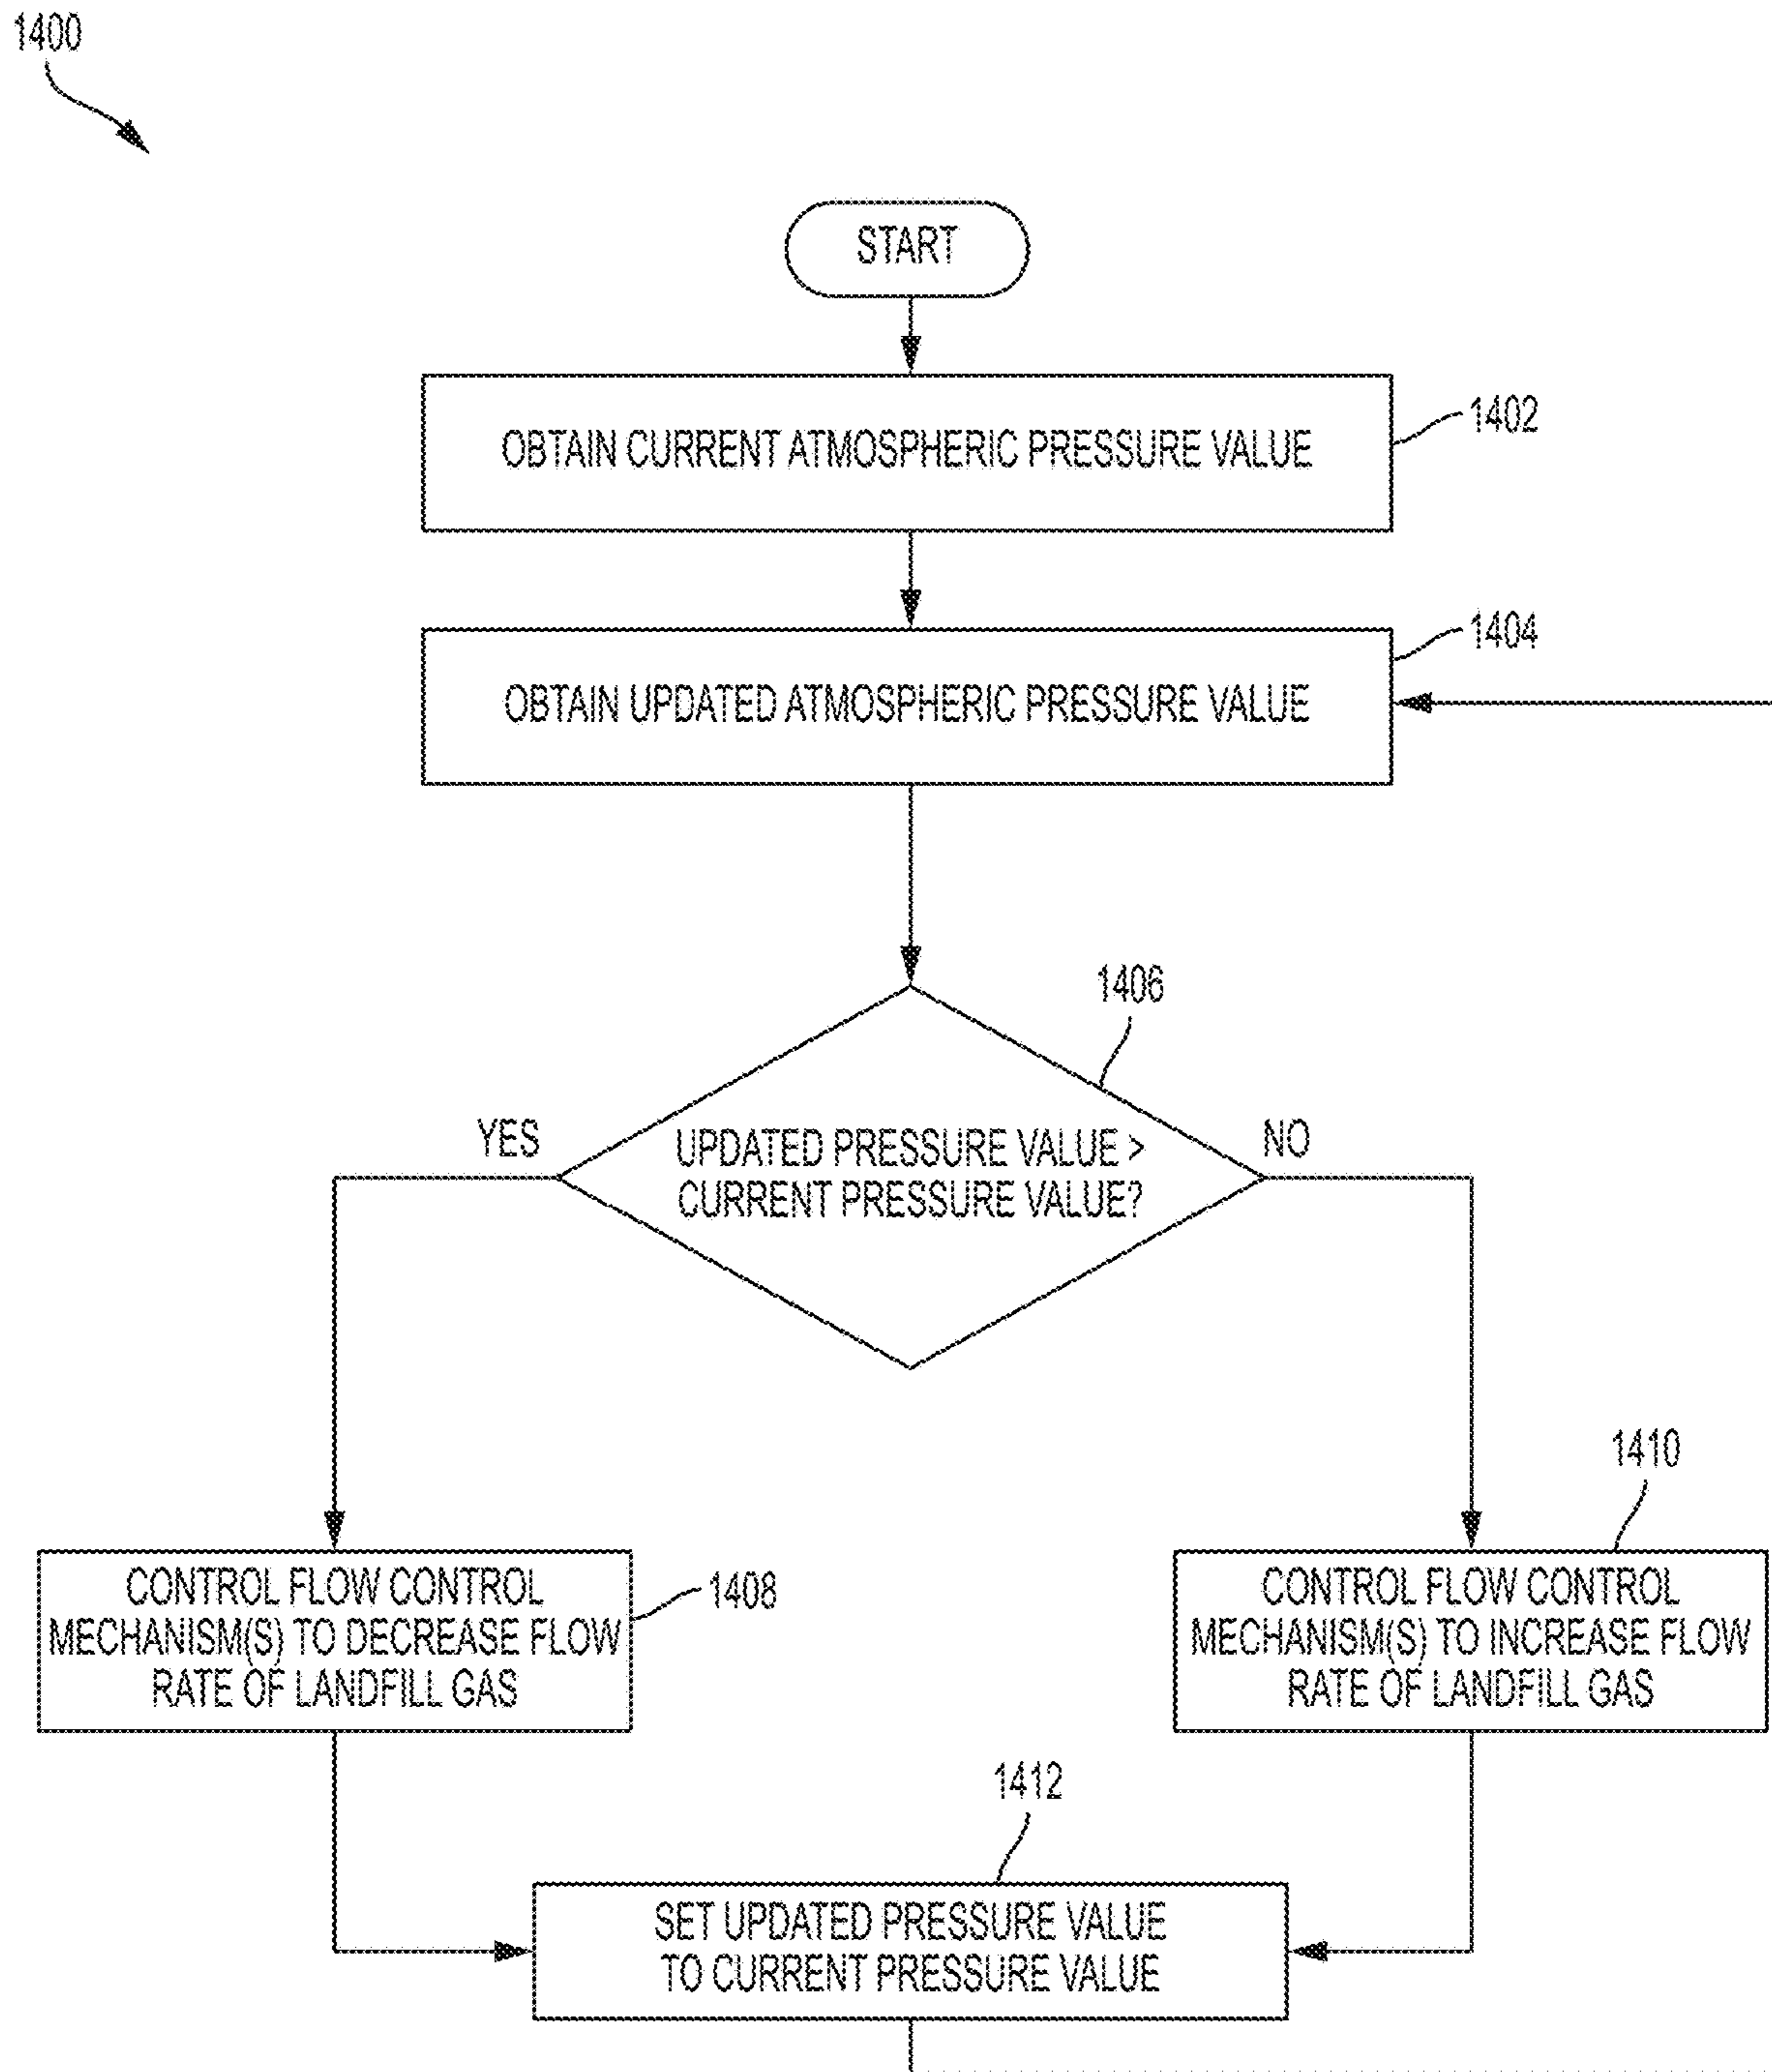 1400
START
OBTAIN CURRENT ATMOSPHERIC PRESSURE VALUE
1402
OBTAIN UPDATED ATMOSPHERIC PRESSURE VALUE
1404
1406
YES
UPDATED PRESSURE VALUE >
CURRENT PRESSURE VALUE?
NO
CONTROL FLOW CONTROL
MECHANISM(S) TO DECREASE FLOW
RATE OF LANDFILL GAS
1408
1410
CONTROL FLOW CONTROL
MECHANISM(S) TO INCREASE FLOW
RATE OF LANDFILL GAS
1412
SET UPDATED PRESSURE VALUE
TO CURRENT PRESSURE VALUE